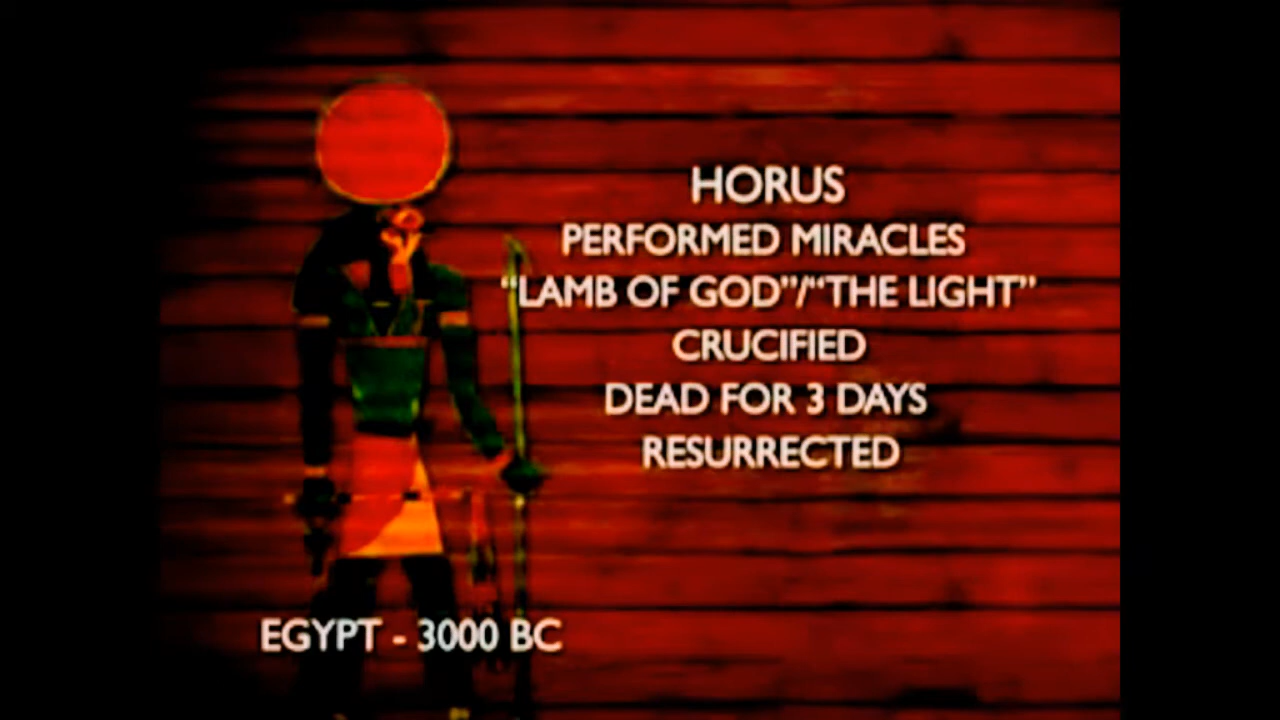 HORUS
PERFORMED MIRACLES
“LAMB OF GOD”/“THE LIGHT”
CRUCIFIED
DEAD FOR 3 DAYS
RESURRECTED
EGYPT - 3000 BC